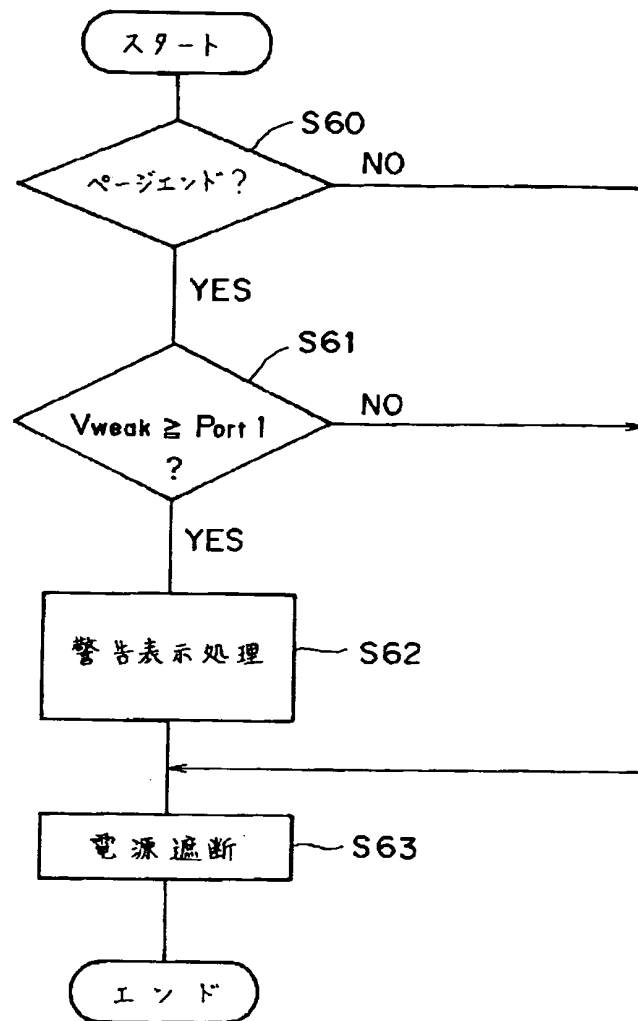 スタート
S60
ページエンド?
NO
YES
S61
Vweak ≧ Port 1
?
NO
YES
警告表示処理
S62
電源遮断
S63
エンド